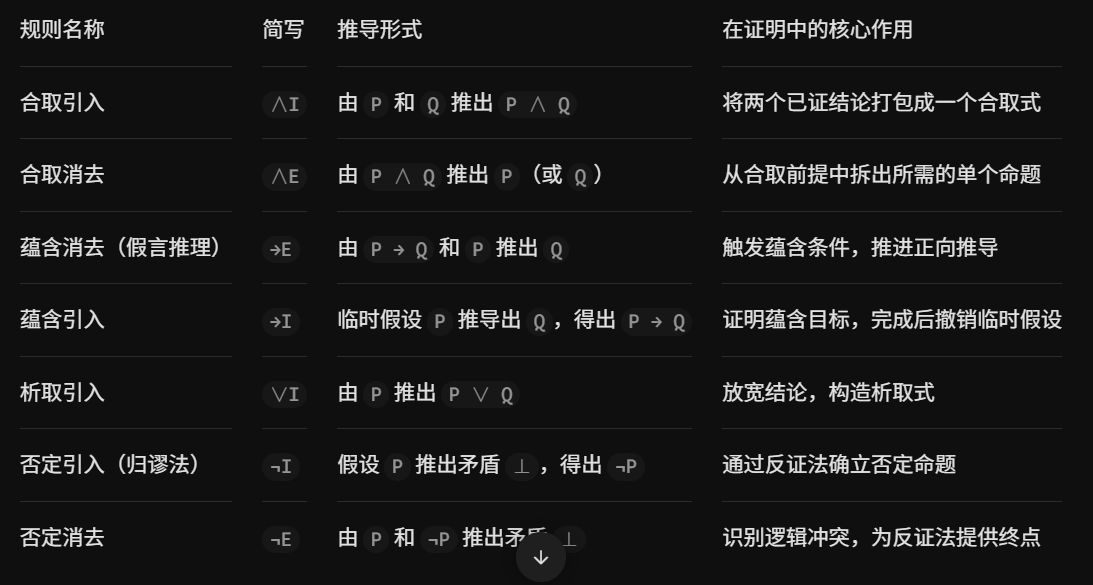 规则名称 简写 推导形式 在证明中的核心作用
合取引入 ∧I 由 P 和 Q 推出 P ∧ Q 将两个已证结论打包成一个合取式
合取消去 ∧E 由 P ∧ Q 推出 P（或 Q） 从合取前提中拆出所需的单个命题
蕴含消去（假言推理） →E 由 P → Q 和 P 推出 Q 触发蕴含条件，推进正向推导
蕴含引入 →I 临时假设 P 推导出 Q，得出 P → Q 证明蕴含目标，完成后撤销临时假设
析取引入 ∨I 由 P 推出 P ∨ Q 放宽结论，构造析取式
否定引入（归谬法） ¬I 假设 P 推出矛盾 ⊥，得出 ¬P 通过反证法确立否定命题
否定消去 ¬E 由 P 和 ¬P 推出矛盾 ⊥ 识别逻辑冲突，为反证法提供终点